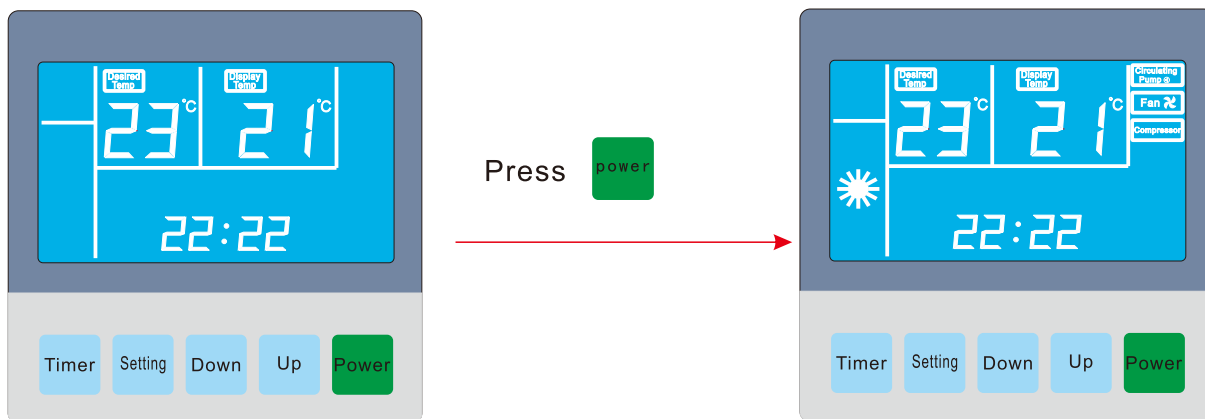 Desired
Temp
Display
Temp
23°C
21°C
22:22
Timer
Setting
Down
Up
Power
Press
power
Desired
Temp
Display
Temp
Circulating
Pump
23°C
21°C
Fan
Compressor
22:22
Timer
Setting
Down
Up
Power